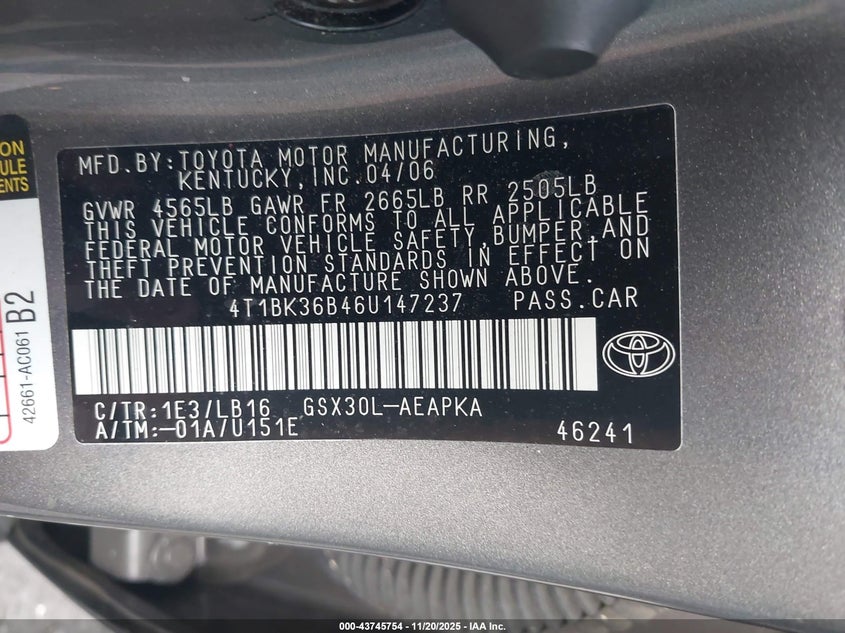 MFD.BY:TOYOTA MOTOR MANUFACTURING,
KENTUCKY,INC.04/06
GVWR 4565LB GAWR FR 2665LB RR 2505LB
THIS VEHICLE CONFORMS TO ALL APPLICABLE
FEDERAL MOTOR VEHICLE SAFETY,BUMPER,AND
THEFT PREVENTION STANDARDS IN EFFECT ON
THE DATE OF MANUFACTURE SHOWN ABOVE.
4T1BK36B46U147237 PASS.CAR
C/TR:1E3/LB16 GSX30L-AEAPKA
A/TM:-01A/U151E 46241
42661-AC061 B2
000-43745754 | 11/20/2025 | IAA Inc.